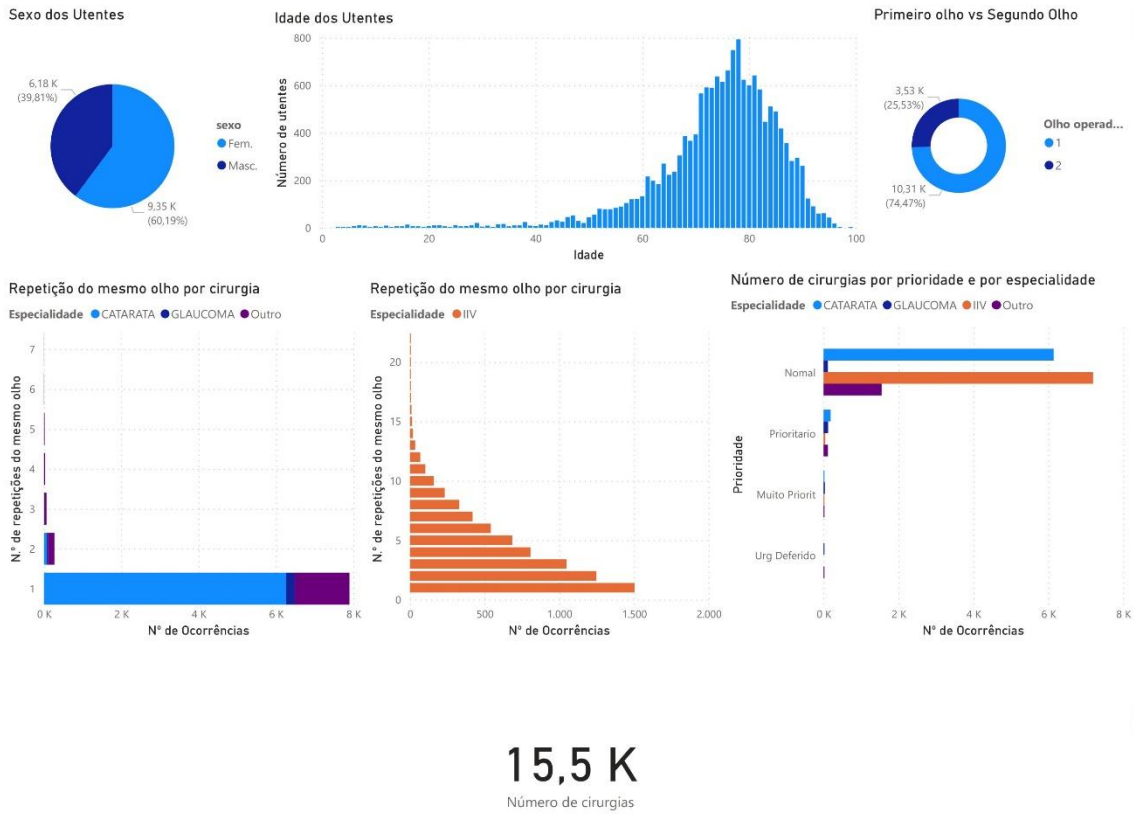 Sexo dos Utentes
6,18 K
(39,81%)
9,35 K
(60,19%)
sexo
Fem.
Masc.
Idade dos Utentes
Número de utentes
800
600
400
200
0
0 20 40 60 80 100
Idade
Primeiro olho vs Segundo Olho
3,53 K
(25,53%)
10,31 K
(74,47%)
Olho operad...
1
2
Repetição do mesmo olho por cirurgia
Especialidade CATARATA GLAUCOMA Outro
N.º de repetições do mesmo olho
7
6
5
4
3
2
1
0 K 2 K 4 K 6 K 8 K
Nº de Ocorrências
Repetição do mesmo olho por cirurgia
Especialidade IIV
N.º de repetições do mesmo olho
20
15
10
5
0
0 500 1.000 1.500 2.000
Nº de Ocorrências
Número de cirurgias por prioridade e por especialidade
Especialidade CATARATA GLAUCOMA IIV Outro
Prioridade
Nomal
Prioritario
Muito Priorit
Urg Deferido
0 K 2 K 4 K 6 K 8 K
Nº de Ocorrências
15,5 K
Número de cirurgias